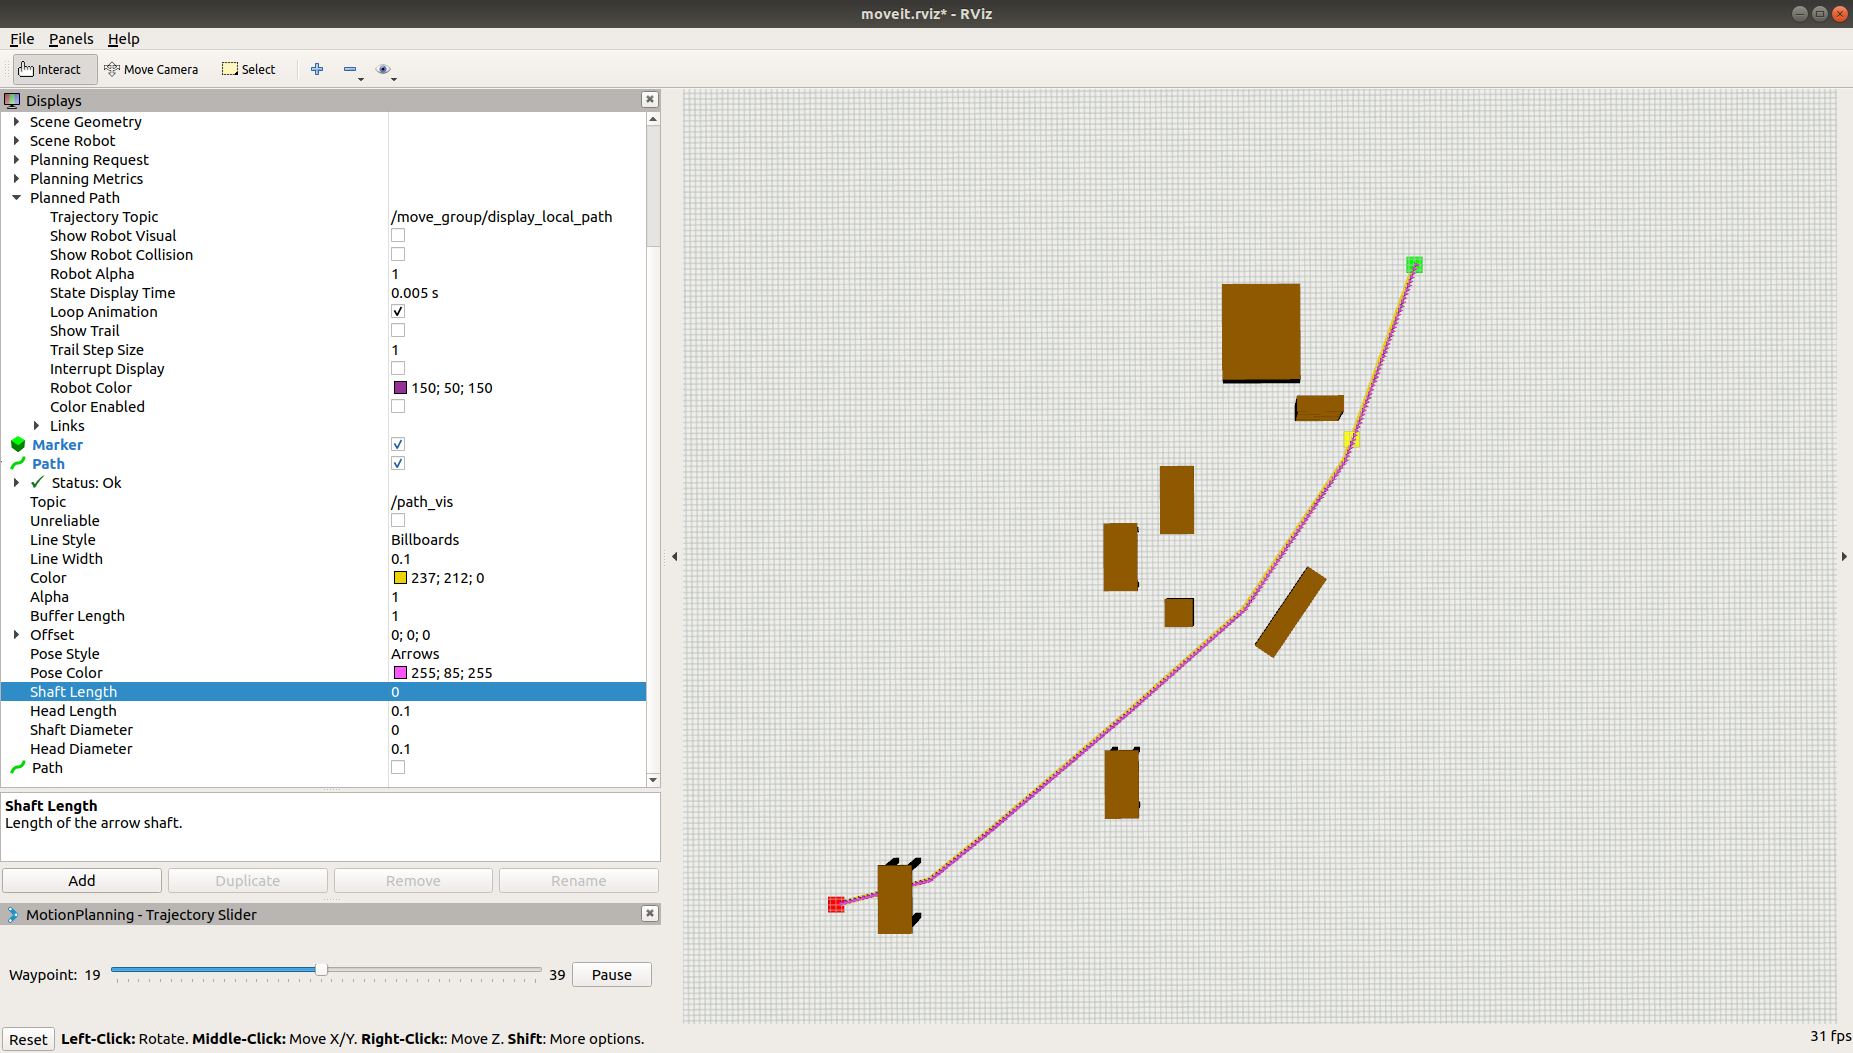 moveit.rviz* - RViz
File Panels Help
Interact Move Camera Select
Displays
Scene Geometry
Scene Robot
Planning Request
Planning Metrics
Planned Path
Trajectory Topic /move_group/display_local_path
Show Robot Visual
Show Robot Collision
Robot Alpha 1
State Display Time 0.005 s
Loop Animation
Show Trail
Trail Step Size 1
Interrupt Display
Robot Color 150; 50; 150
Color Enabled
Links
Marker
Path
Status: Ok
Topic /path_vis
Unreliable
Line Style Billboards
Line Width 0.1
Color 237; 212; 0
Alpha 1
Buffer Length 1
Offset 0; 0; 0
Pose Style Arrows
Pose Color 255; 85; 255
Shaft Length 0
Head Length 0.1
Shaft Diameter 0
Head Diameter 0.1
Path
Shaft Length
Length of the arrow shaft.
Add Duplicate Remove Rename
MotionPlanning - Trajectory Slider
Waypoint: 19 39 Pause
Reset Left-Click: Rotate. Middle-Click: Move X/Y. Right-Click:: Move Z. Shift: More options. 31 fps